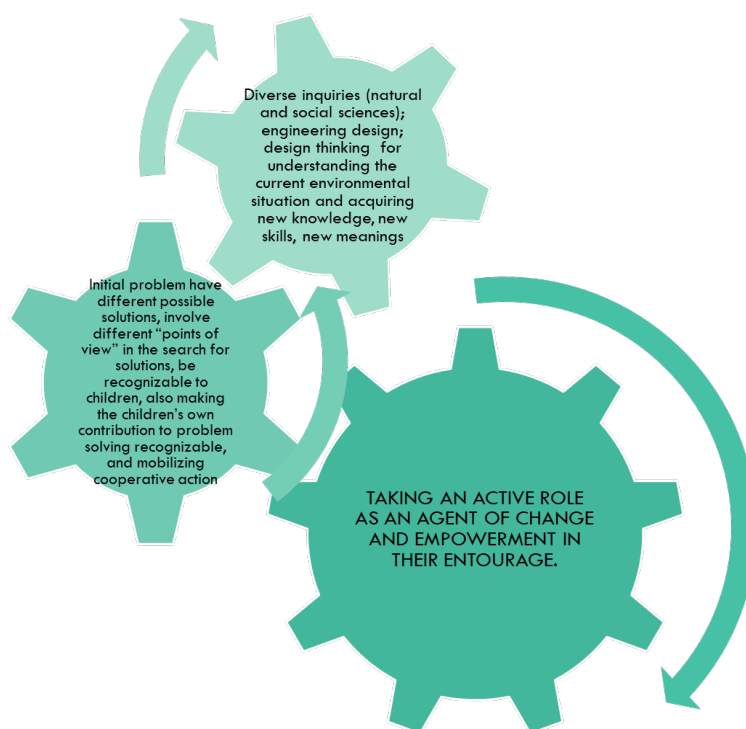 Diverse inquiries (natural
and social sciences);
engineering design;
design thinking for
understanding the
current environmental
situation and acquiring
new knowledge, new
skills, new meanings
Initial problem have
different possible
solutions, involve
different “points of
view” in the search for
solutions, be
recognizable to
children, also making
the children’s own
contribution to problem
solving recognizable,
and mobilizing
cooperative action
TAKING AN ACTIVE ROLE
AS AN AGENT OF CHANGE
AND EMPOWERMENT IN
THEIR ENTOURAGE.